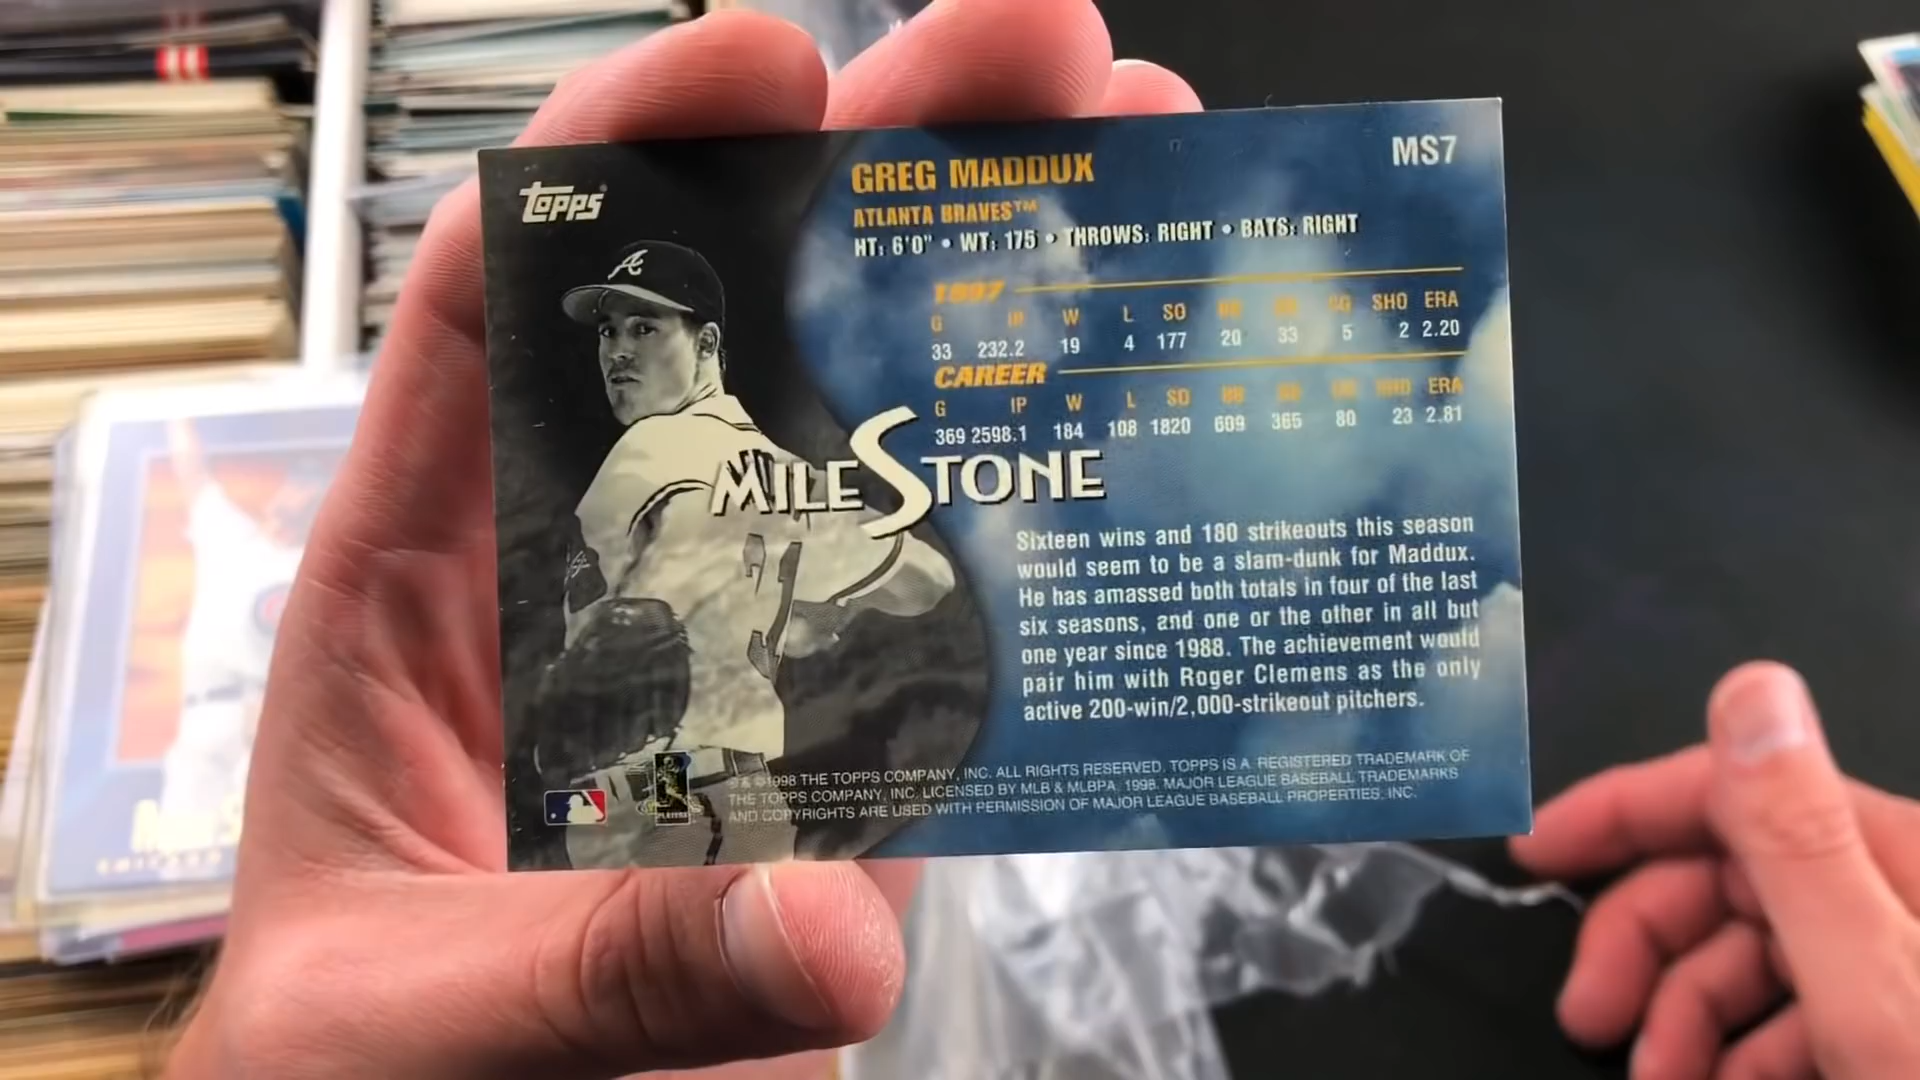 Topps
GREG MADDUX
MS7
ATLANTA BRAVES™
HT: 6'0" • WT: 175 • THROWS: RIGHT • BATS: RIGHT
1997
G IP W L SO BB CG SHO ERA
33 232.2 19 4 177 20 33 5 2 2.20
CAREER
G IP W L SO BB SHO ERA
369 2598.1 184 108 1820 609 365 80 23 2.81
MILESTONE
31
Sixteen wins and 180 strikeouts this season
would seem to be a slam-dunk for Maddux.
He has amassed both totals in four of the last
six seasons, and one or the other in all but
one year since 1988. The achievement would
pair him with Roger Clemens as the only
active 200-win/2,000-strikeout pitchers.
® & ©1998 THE TOPPS COMPANY, INC. ALL RIGHTS RESERVED. TOPPS IS A REGISTERED TRADEMARK OF
THE TOPPS COMPANY, INC. LICENSED BY MLB & MLBPA 1998. MAJOR LEAGUE BASEBALL TRADEMARKS
AND COPYRIGHTS ARE USED WITH PERMISSION OF MAJOR LEAGUE BASEBALL PROPERTIES, INC.
PLAYERS